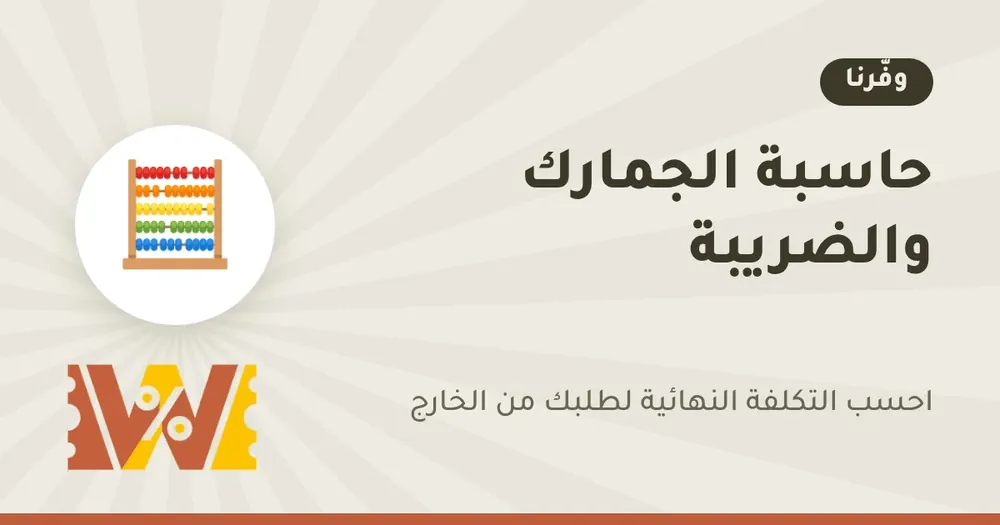 وفّرنا
حاسبة الجمارك
والضريبة
احسب التكلفة النهائية لطلبك من الخارج
W%